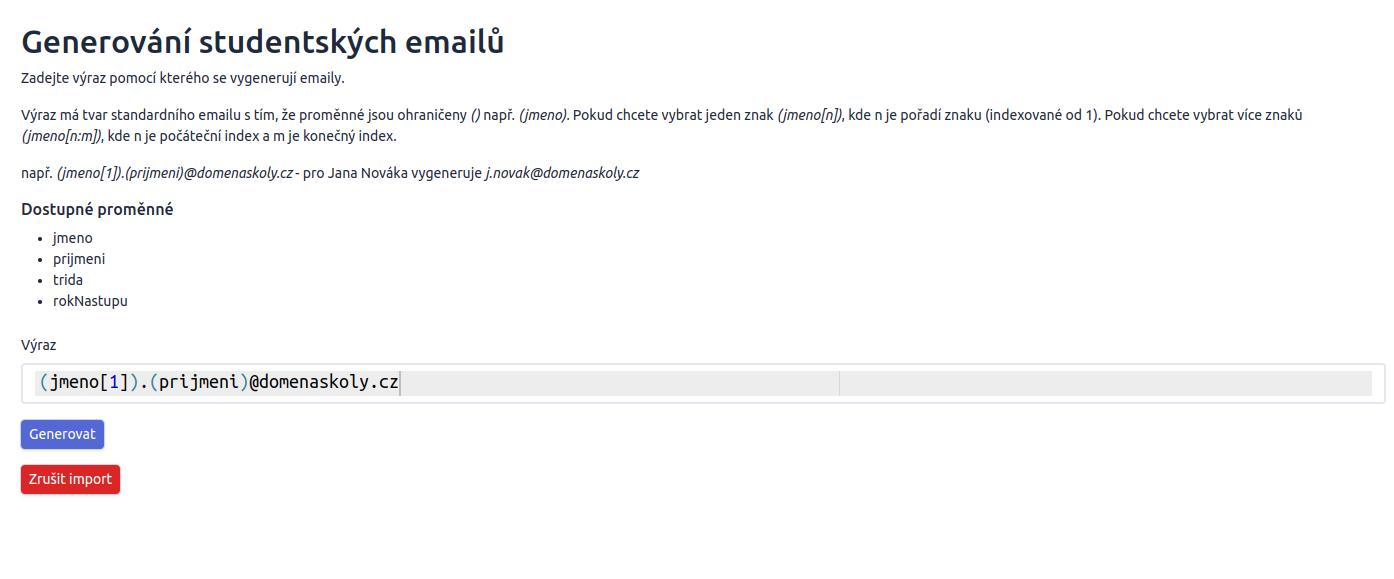 Generování studentských emailů
Zadejte výraz pomocí kterého se vygenerují emaily.
Výraz má tvar standardního emailu s tím, že proměnné jsou ohraničeny () např. (jmeno). Pokud chcete vybrat jeden znak (jmeno[n]), kde n je pořadí znaku (indexované od 1). Pokud chcete vybrat více znaků
(jmeno[n:m]), kde n je počáteční index a m je konečný index.
např. (jmeno[1]).(prijmeni)@domenaskoly.cz - pro Jana Nováka vygeneruje j.novak@domenaskoly.cz
Dostupné proměnné
• jmeno
• prijmeni
• trida
• rokNastupu
Výraz
(jmeno[1]).(prijmeni)@domenaskoly.cz
Generovat
Zrušit import